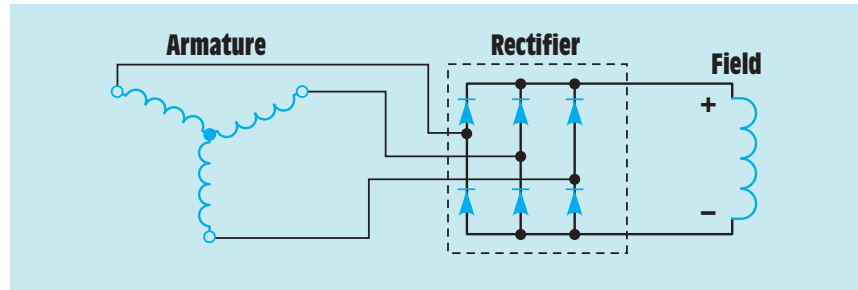 Armature
Rectifier
Field
+
–